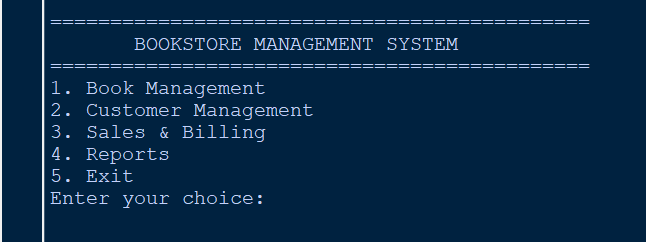 =============================================
BOOKSTORE MANAGEMENT SYSTEM
=============================================
1. Book Management
2. Customer Management
3. Sales & Billing
4. Reports
5. Exit
Enter your choice: